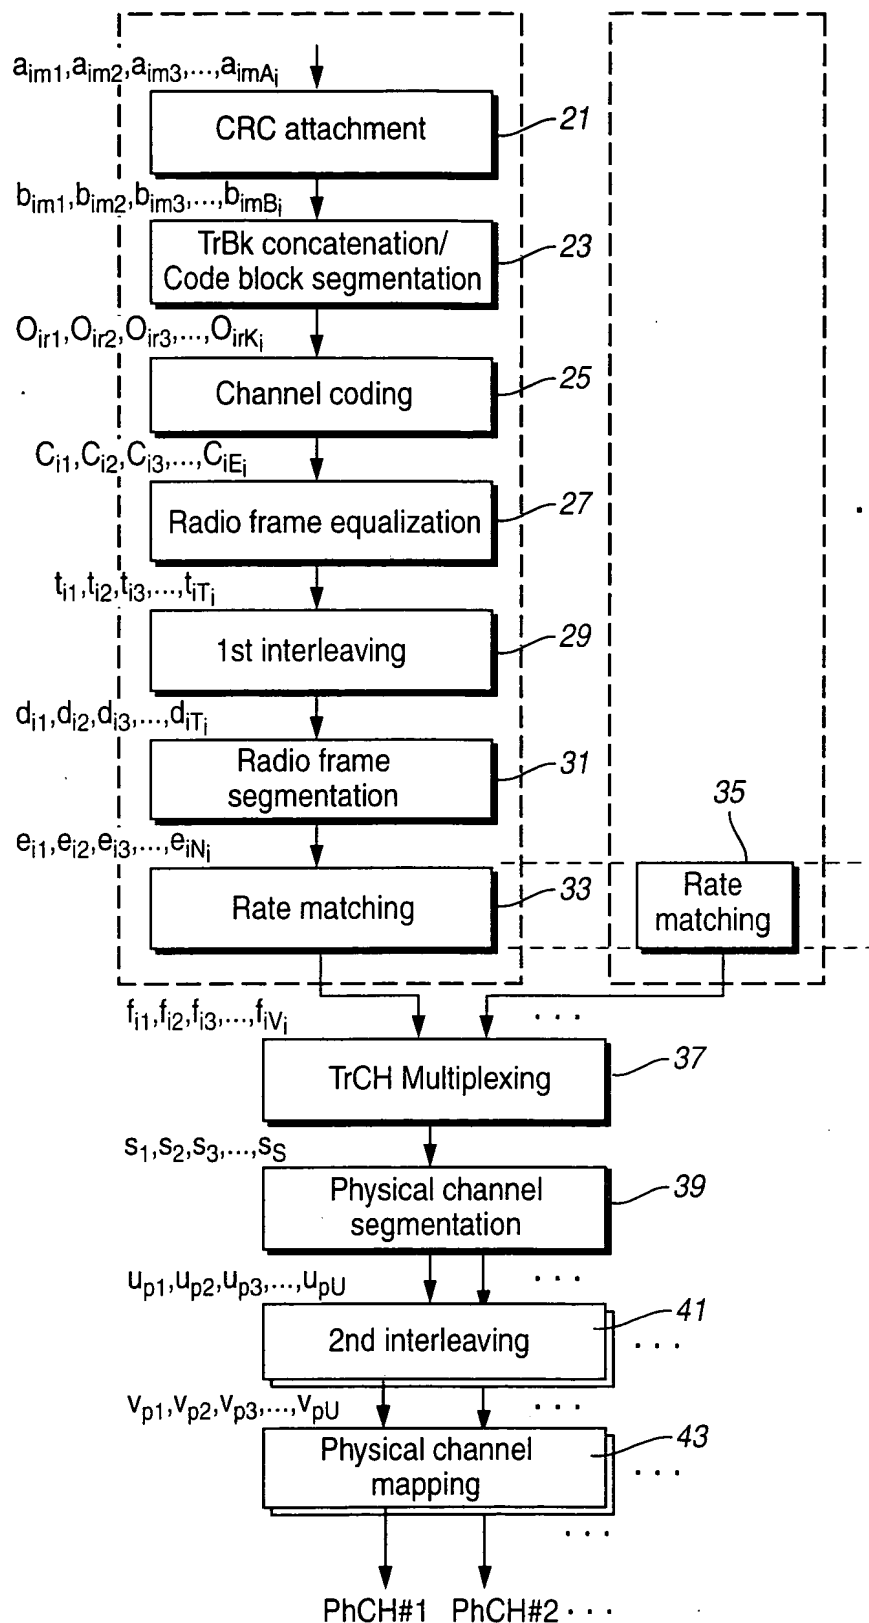 a_im1,a_im2,a_im3,...,a_imA_i
CRC attachment
21
b_im1,b_im2,b_im3,...,b_imB_i
TrBk concatenation/
Code block segmentation
23
O_ir1,O_ir2,O_ir3,...,O_irK_i
Channel coding
25
C_i1,C_i2,C_i3,...,C_iE_i
Radio frame equalization
27
t_i1,t_i2,t_i3,...,t_iT_i
1st interleaving
29
d_i1,d_i2,d_i3,...,d_iT_i
Radio frame
segmentation
31
e_i1,e_i2,e_i3,...,e_iN_i
Rate matching
33
35
Rate
matching
f_i1,f_i2,f_i3,...,f_iV_i
...
TrCH Multiplexing
37
s_1,s_2,s_3,...,s_S
Physical channel
segmentation
39
u_p1,u_p2,u_p3,...,u_pU
...
2nd interleaving
41
...
v_p1,v_p2,v_p3,...,v_pU
...
Physical channel
mapping
43
...
...
PhCH#1 PhCH#2 ...